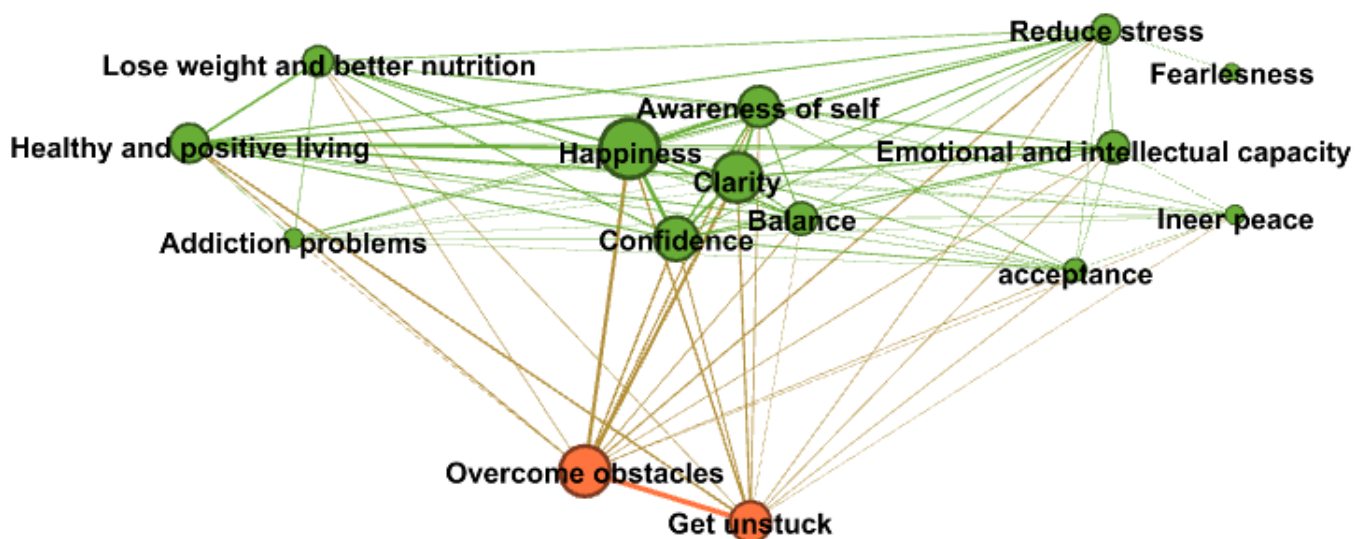 Reduce stress
Lose weight and better nutrition
Fearlessness
Awareness of self
Healthy and positive living
Happiness
Emotional and intellectual capacity
Clarity
Balance
Ineer peace
Addiction problems
Confidence
acceptance
Overcome obstacles
Get unstuck